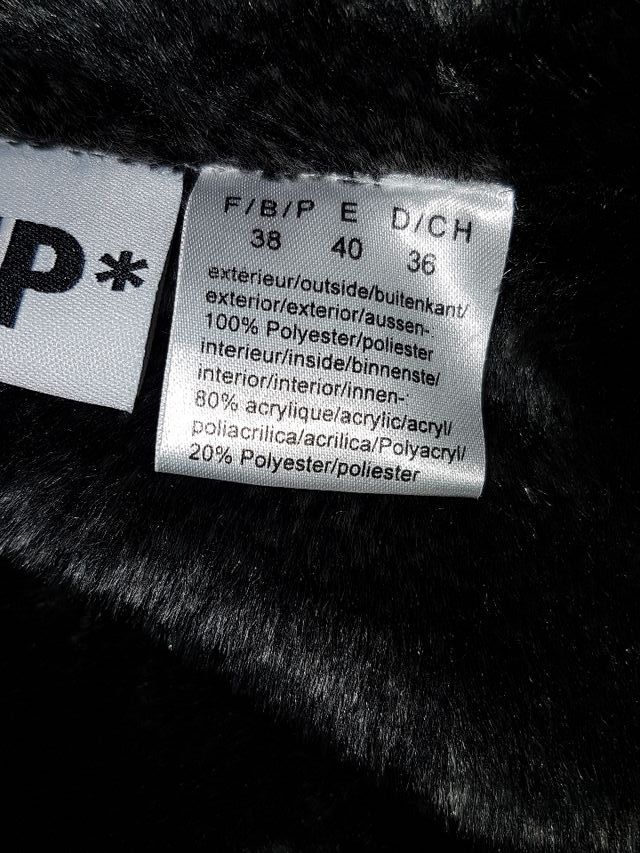 P*
F/B/P E D/CH
38 40 36
exterieur/outside/buitenkant/
exterior/exterior/aussen-:
100% Polyester/poliester
interieur/inside/binnenste/
interior/interior/innen-:
80% acrylique/acrylic/acryl/
poliacrilica/acrilica/Polyacryl/
20% Polyester/poliester